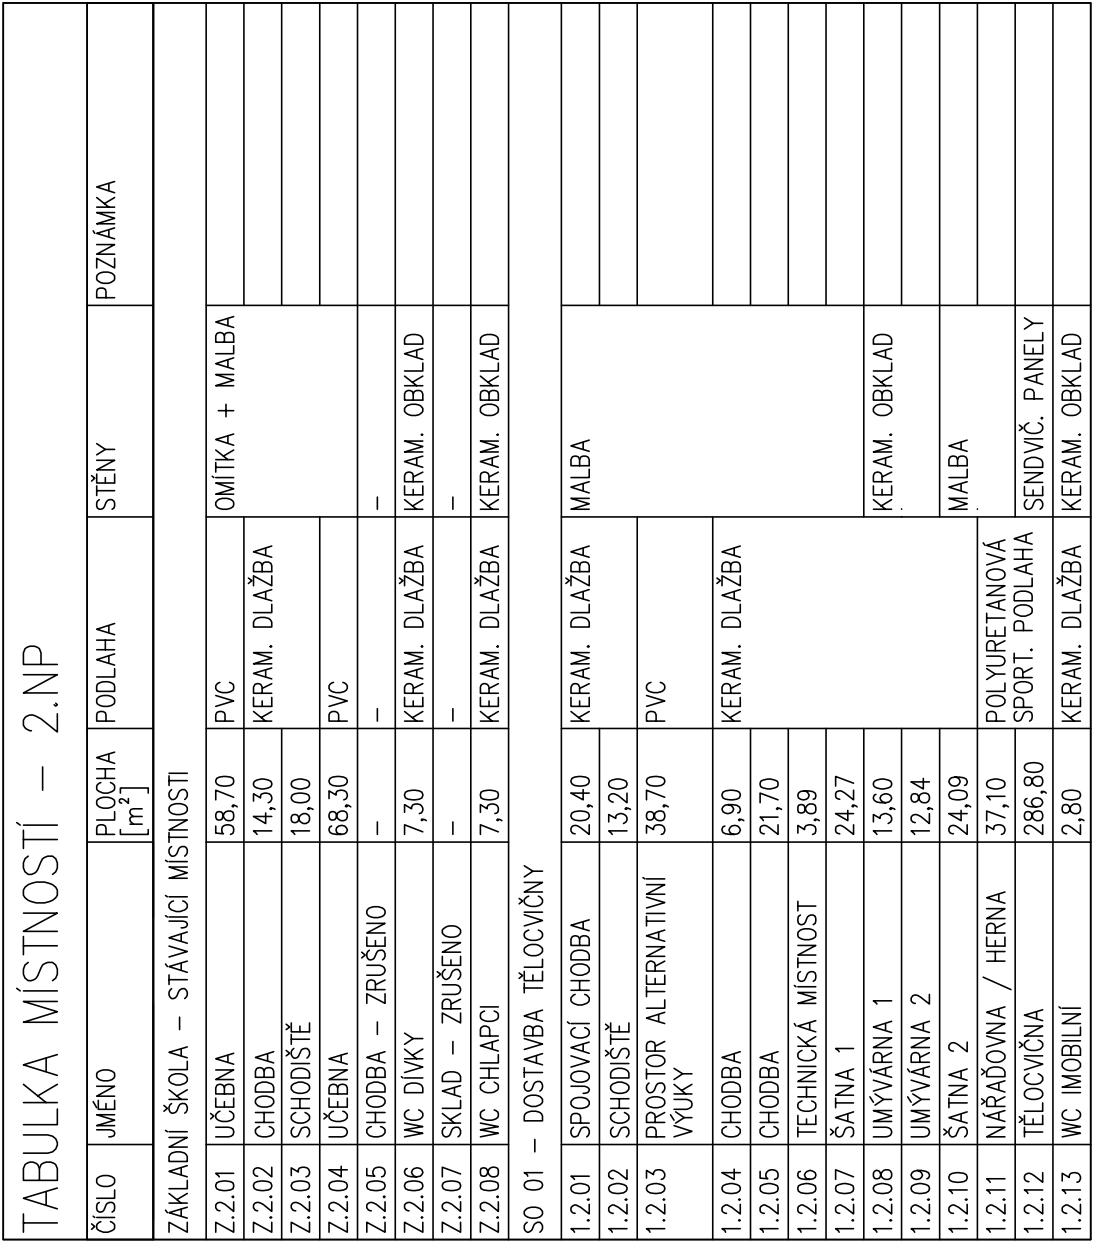 TABULKA MÍSTNOSTÍ – 2.NP
ČÍSLO JMÉNO PLOCHA [m²] PODLAHA STĚNY POZNÁMKA
ZÁKLADNÍ ŠKOLA – STÁVAJÍCÍ MÍSTNOSTI
Z.2.01 UČEBNA 58,70 PVC OMÍTKA + MALBA
Z.2.02 CHODBA 14,30 KERAM. DLAŽBA
Z.2.03 SCHODIŠTĚ 18,00
Z.2.04 UČEBNA 68,30 PVC
Z.2.05 CHODBA – ZRUŠENO – – –
Z.2.06 WC DÍVKY 7,30 KERAM. DLAŽBA KERAM. OBKLAD
Z.2.07 SKLAD – ZRUŠENO – – –
Z.2.08 WC CHLAPCI 7,30 KERAM. DLAŽBA KERAM. OBKLAD
SO 01 – DOSTAVBA TĚLOCVIČNY
1.2.01 SPOJOVACÍ CHODBA 20,40 KERAM. DLAŽBA MALBA
1.2.02 SCHODIŠTĚ 13,20
1.2.03 PROSTOR ALTERNATIVNÍ 38,70 PVC
VÝUKY
1.2.04 CHODBA 6,90 KERAM. DLAŽBA
1.2.05 CHODBA 21,70
1.2.06 TECHNICKÁ MÍSTNOST 3,89
1.2.07 ŠATNA 1 24,27
1.2.08 UMÝVÁRNA 1 13,60 KERAM. OBKLAD
1.2.09 UMÝVÁRNA 2 12,84
1.2.10 ŠATNA 2 24,09 MALBA
1.2.11 NÁŘAĎOVNA / HERNA 37,10 POLYURETANOVÁ
1.2.12 TĚLOCVIČNA 286,80 SPORT. PODLAHA SENDVIČ. PANELY
1.2.13 WC IMOBILNÍ 2,80 KERAM. DLAŽBA KERAM. OBKLAD